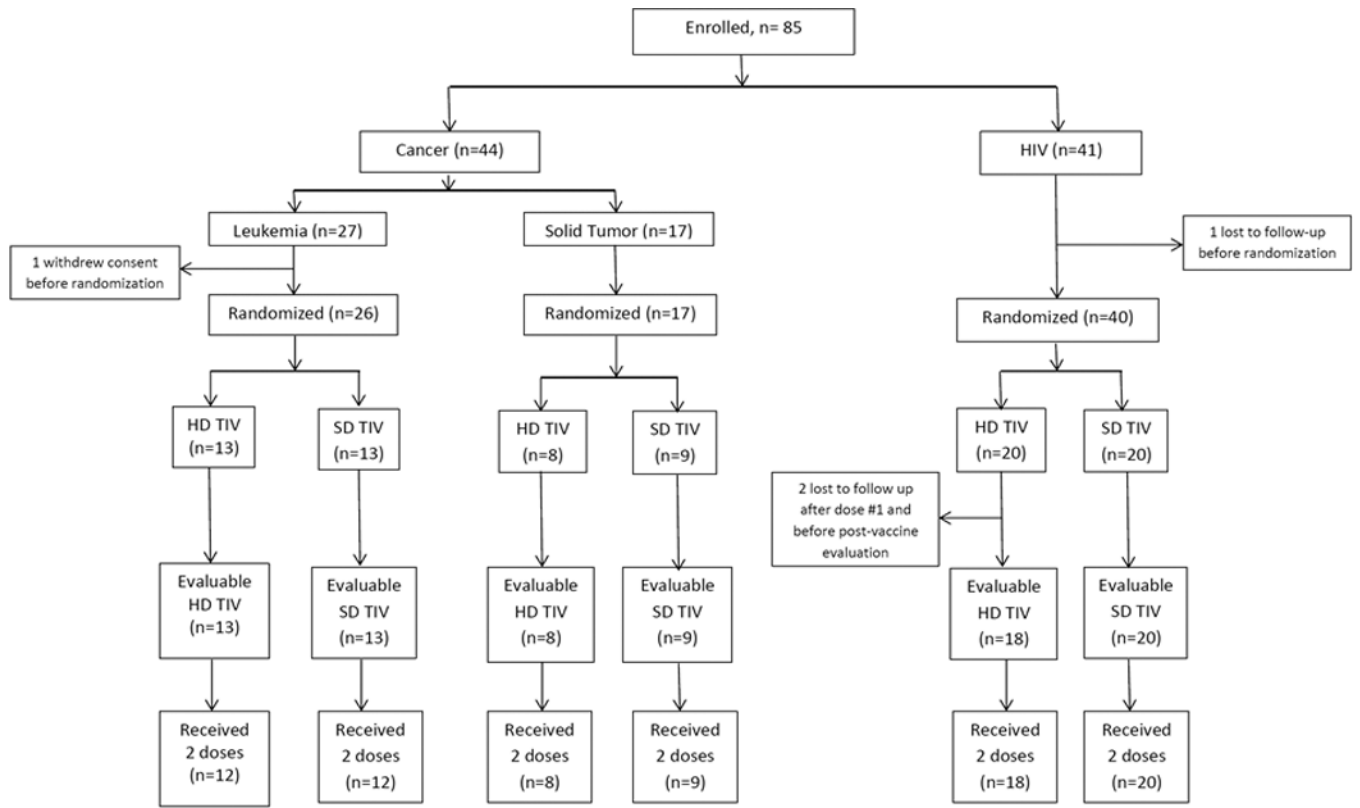 Enrolled, n= 85
Cancer (n=44)
HIV (n=41)
Leukemia (n=27)
Solid Tumor (n=17)
1 withdrew consent
before randomization
1 lost to follow-up
before randomization
Randomized (n=26)
Randomized (n=17)
Randomized (n=40)
HD TIV
(n=13)
SD TIV
(n=13)
HD TIV
(n=8)
SD TIV
(n=9)
HD TIV
(n=20)
SD TIV
(n=20)
2 lost to follow up
after dose #1 and
before post-vaccine
evaluation
Evaluable
HD TIV
(n=13)
Evaluable
SD TIV
(n=13)
Evaluable
HD TIV
(n=8)
Evaluable
SD TIV
(n=9)
Evaluable
HD TIV
(n=18)
Evaluable
SD TIV
(n=20)
Received
2 doses
(n=12)
Received
2 doses
(n=12)
Received
2 doses
(n=8)
Received
2 doses
(n=9)
Received
2 doses
(n=18)
Received
2 doses
(n=20)